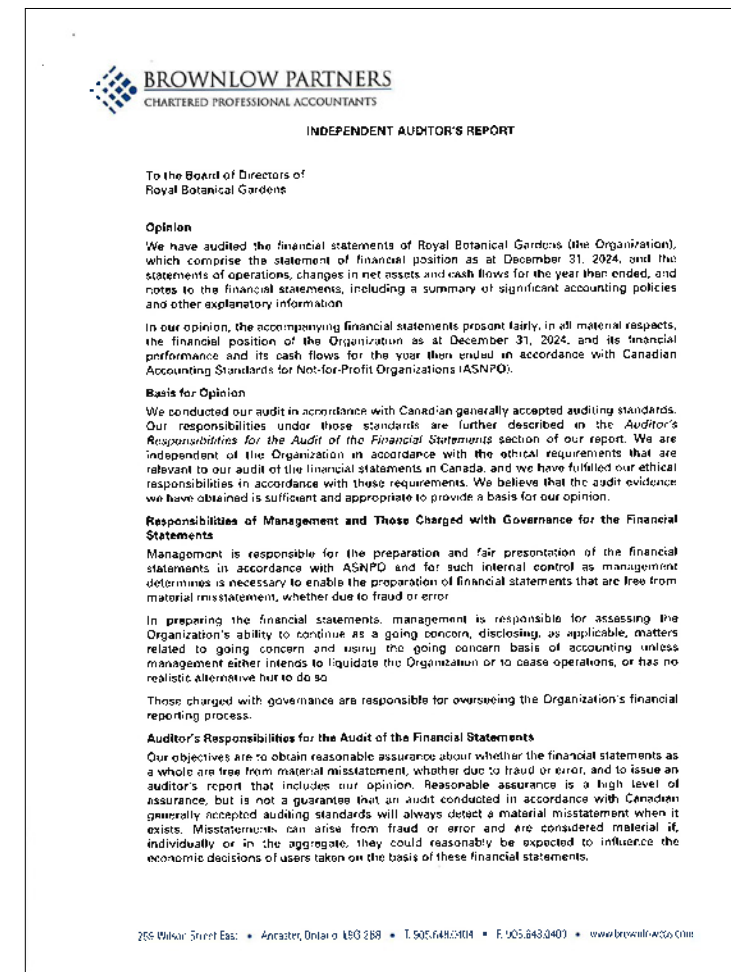 BROWNLOW PARTNERS
CHARTERED PROFESSIONAL ACCOUNTANTS
INDEPENDENT AUDITOR'S REPORT
To the Board of Directors of
Royal Botanical Gardens
Opinion
We have audited the financial statements of Royal Botanical Gardens (the Organization),
which comprise the statement of financial position as at December 31, 2024, and the
statements of operations, changes in net assets and cash flows for the year then ended, and
notes to the financial statements, including a summary of significant accounting policies
and other explanatory information
In our opinion, the accompanying financial statements present fairly, in all material respects,
the financial position of the Organization as at December 31, 2024, and its financial
performance and its cash flows for the year then ended in accordance with Canadian
Accounting Standards for Not-for-Profit Organizations (ASNPO).
Basis for Opinion
We conducted our audit in accordance with Canadian generally accepted auditing standards.
Our responsibilities under those standards are further described in the Auditor's
Responsibilities for the Audit of the Financial Statements section of our report. We are
independent of the Organization in accordance with the ethical requirements that are
relevant to our audit of the financial statements in Canada, and we have fulfilled our ethical
responsibilities in accordance with these requirements. We believe that the audit evidence
we have obtained is sufficient and appropriate to provide a basis for our opinion.
Responsibilities of Management and Those Charged with Governance for the Financial
Statements
Management is responsible for the preparation and fair presentation of the financial
statements in accordance with ASNPO and for such internal control as management
determines is necessary to enable the preparation of financial statements that are free from
material misstatement, whether due to fraud or error
In preparing the financial statements, management is responsible for assessing the
Organization's ability to continue as a going concern, disclosing, as applicable, matters
related to going concern and using the going concern basis of accounting unless
management either intends to liquidate the Organization or to cease operations, or has no
realistic alternative but to do so
Those charged with governance are responsible for overseeing the Organization's financial
reporting process.
Auditor's Responsibilities for the Audit of the Financial Statements
Our objectives are to obtain reasonable assurance about whether the financial statements as
a whole are free from material misstatement, whether due to fraud or error, and to issue an
auditor's report that includes our opinion. Reasonable assurance is a high level of
assurance, but is not a guarantee that an audit conducted in accordance with Canadian
generally accepted auditing standards will always detect a material misstatement when it
exists. Misstatements can arise from fraud or error and are considered material if,
individually or in the aggregate, they could reasonably be expected to influence the
economic decisions of users taken on the basis of these financial statements.
259 Wilson Street East • Ancaster, Ontario L9G 2B8 • T. 905.648.0404 • F. 905.648.0403 •